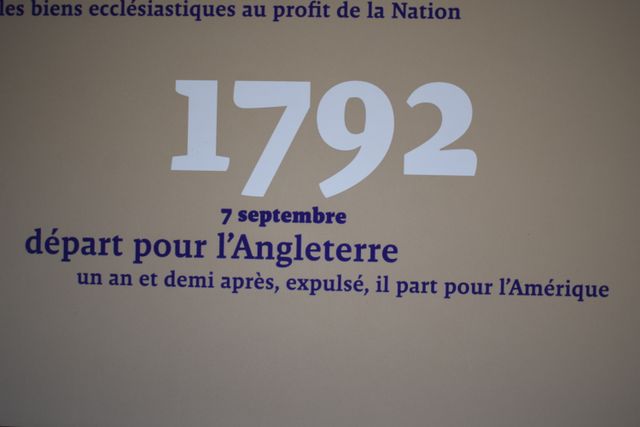 les biens ecclésiastiques au profit de la Nation
1792
7 septembre
départ pour l'Angleterre
un an et demi après, expulsé, il part pour l'Amérique